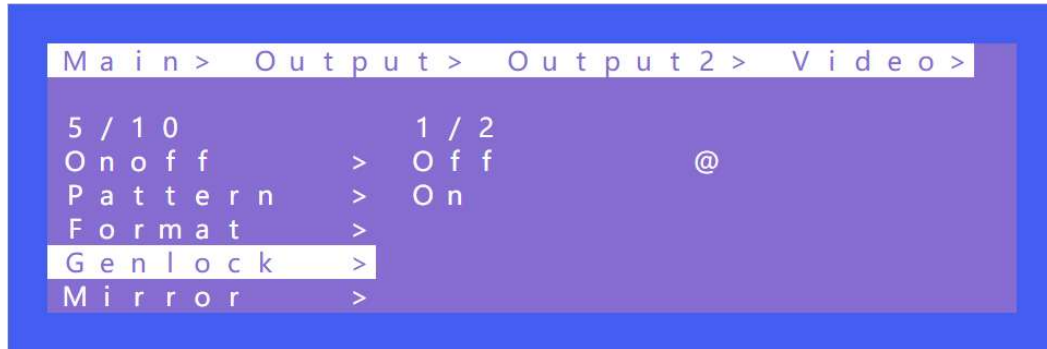 Main> Output> Output2> Video>
5/10 1/2
Onoff > Off @
Pattern > On
Format >
Genlock >
Mirror >